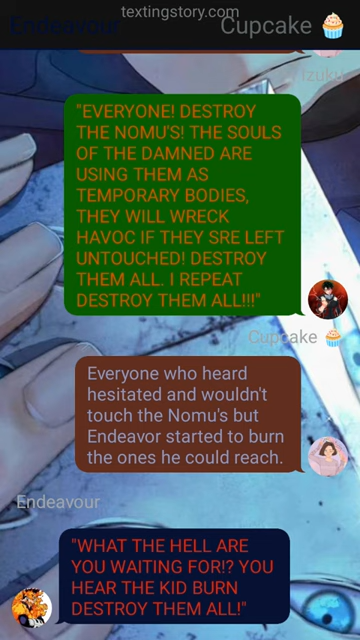 textingstory.com
Endeavour
Cupcake 🧁
Izuku
"EVERYONE! DESTROY
THE NOMU'S! THE SOULS
OF THE DAMNED ARE
USING THEM AS
TEMPORARY BODIES,
THEY WILL WRECK
HAVOC IF THEY SRE LEFT
UNTOUCHED! DESTROY
THEM ALL. I REPEAT
DESTROY THEM ALL!!!"
Cupcake 🧁
Everyone who heard
hesitated and wouldn't
touch the Nomu's but
Endeavor started to burn
the ones he could reach.
Endeavour
"WHAT THE HELL ARE
YOU WAITING FOR!? YOU
HEAR THE KID BURN
DESTROY THEM ALL!"